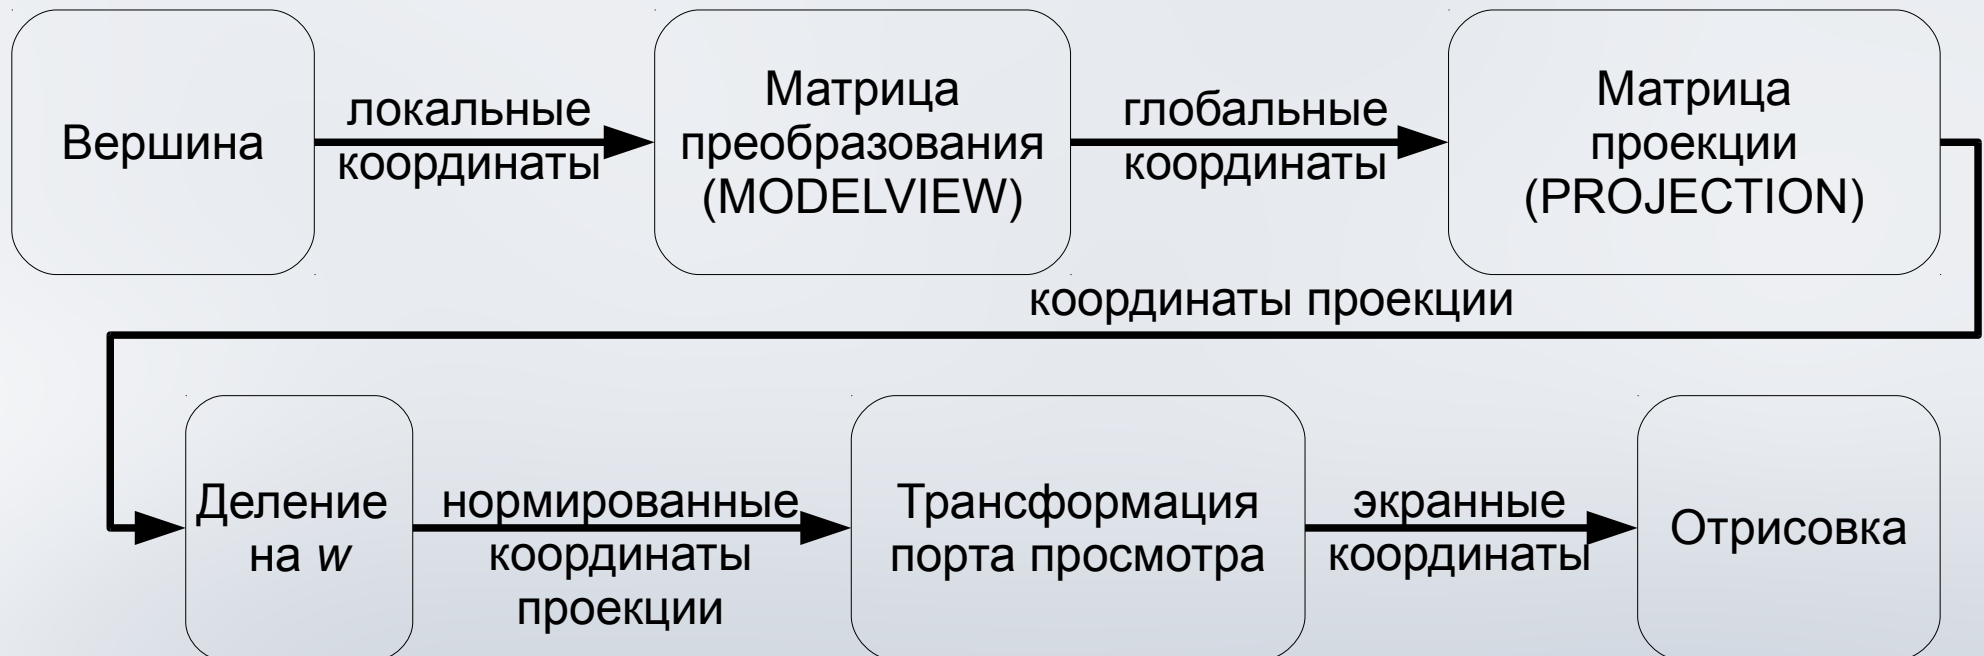 Вершина
локальные
координаты
Матрица
преобразования
(MODELVIEW)
глобальные
координаты
Матрица
проекции
(PROJECTION)
координаты проекции
Деление
на w
нормированные
координаты
проекции
Трансформация
порта просмотра
экранные
координаты
Отрисовка